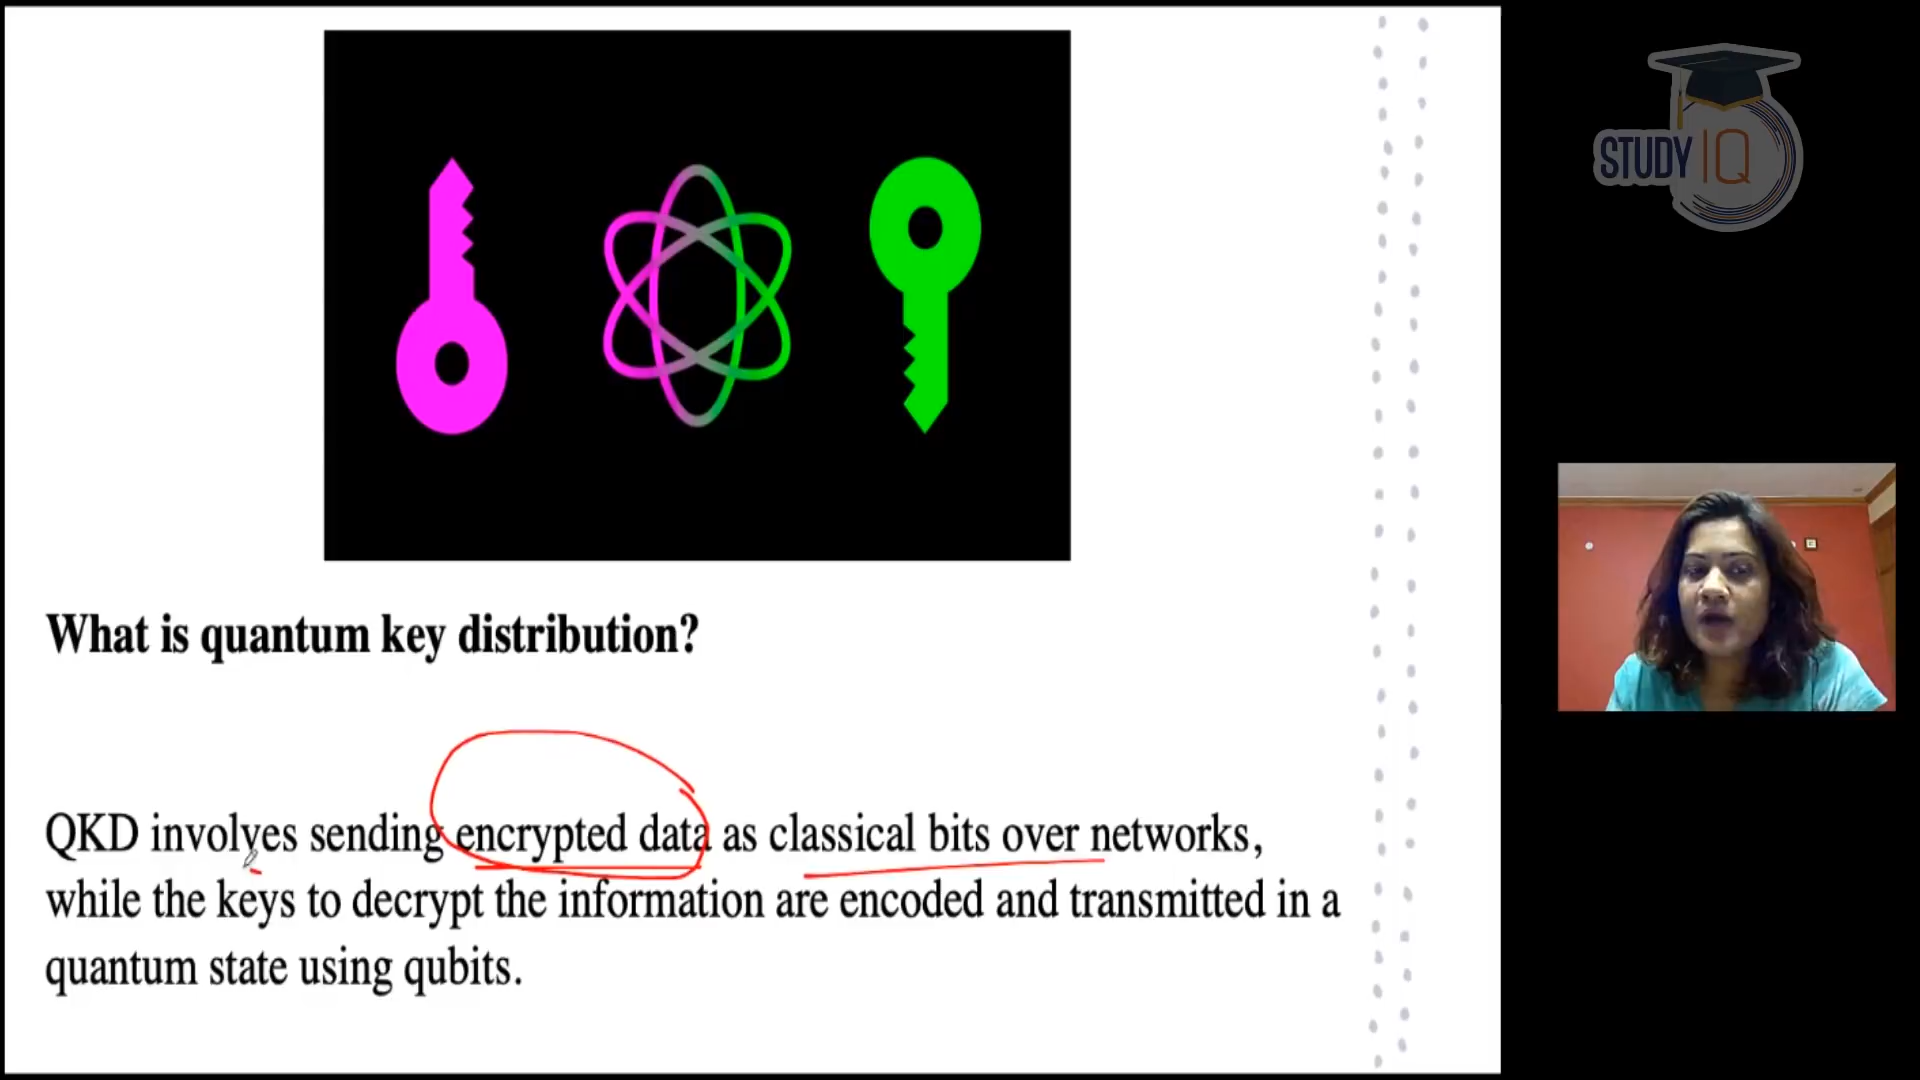 STUDY IQ
What is quantum key distribution?
QKD involves sending encrypted data as classical bits over networks,
while the keys to decrypt the information are encoded and transmitted in a
quantum state using qubits.